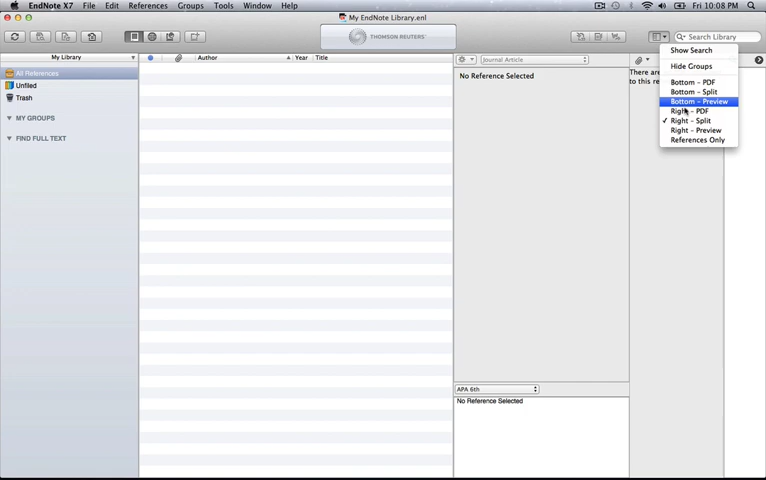 EndNote X7 File Edit References Groups Tools Window Help Fri 10:08 PM
My EndNote Library.enl
THOMSON REUTERS
Search Library
My Library
Author Year Title
Journal Article
All References
Unfiled
Trash
MY GROUPS
FIND FULL TEXT
No Reference Selected
There are
to this re
Show Search
Hide Groups
Bottom - PDF
Bottom - Split
Bottom - Preview
Right - PDF
✓ Right - Split
Right - Preview
References Only
APA 6th
No Reference Selected